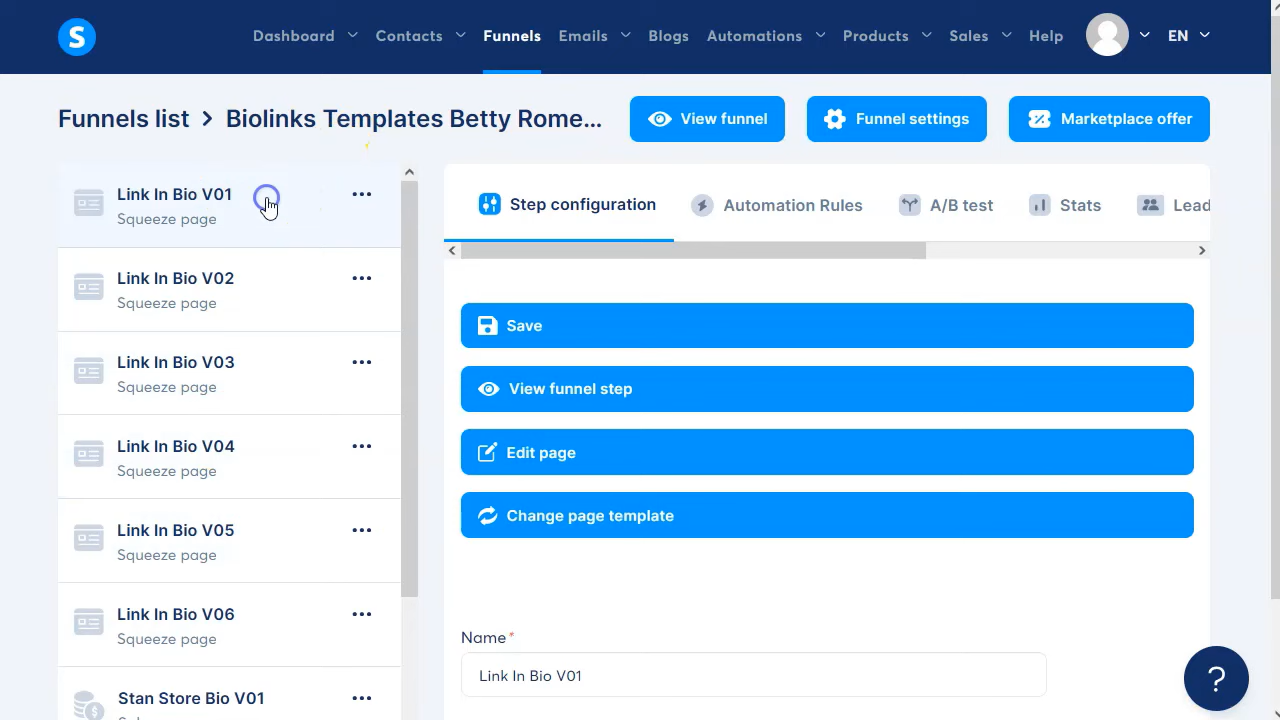 S Dashboard Contacts Funnels Emails Blogs Automations Products Sales Help EN
Funnels list > Biolinks Templates Betty Rome...
View funnel
Funnel settings
Marketplace offer
Link In Bio V01
Squeeze page
Link In Bio V02
Squeeze page
Link In Bio V03
Squeeze page
Link In Bio V04
Squeeze page
Link In Bio V05
Squeeze page
Link In Bio V06
Squeeze page
Stan Store Bio V01
Step configuration Automation Rules A/B test Stats Lead
Save
View funnel step
Edit page
Change page template
Name*
Link In Bio V01
?